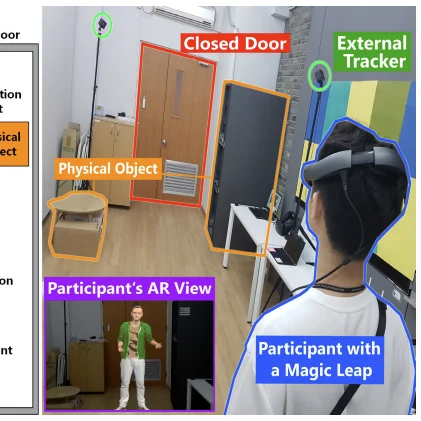 oor
Closed Door
External
Tracker
tion
t
sical
ect
Physical Object
on
Participant's AR View
nt
Participant with
a Magic Leap